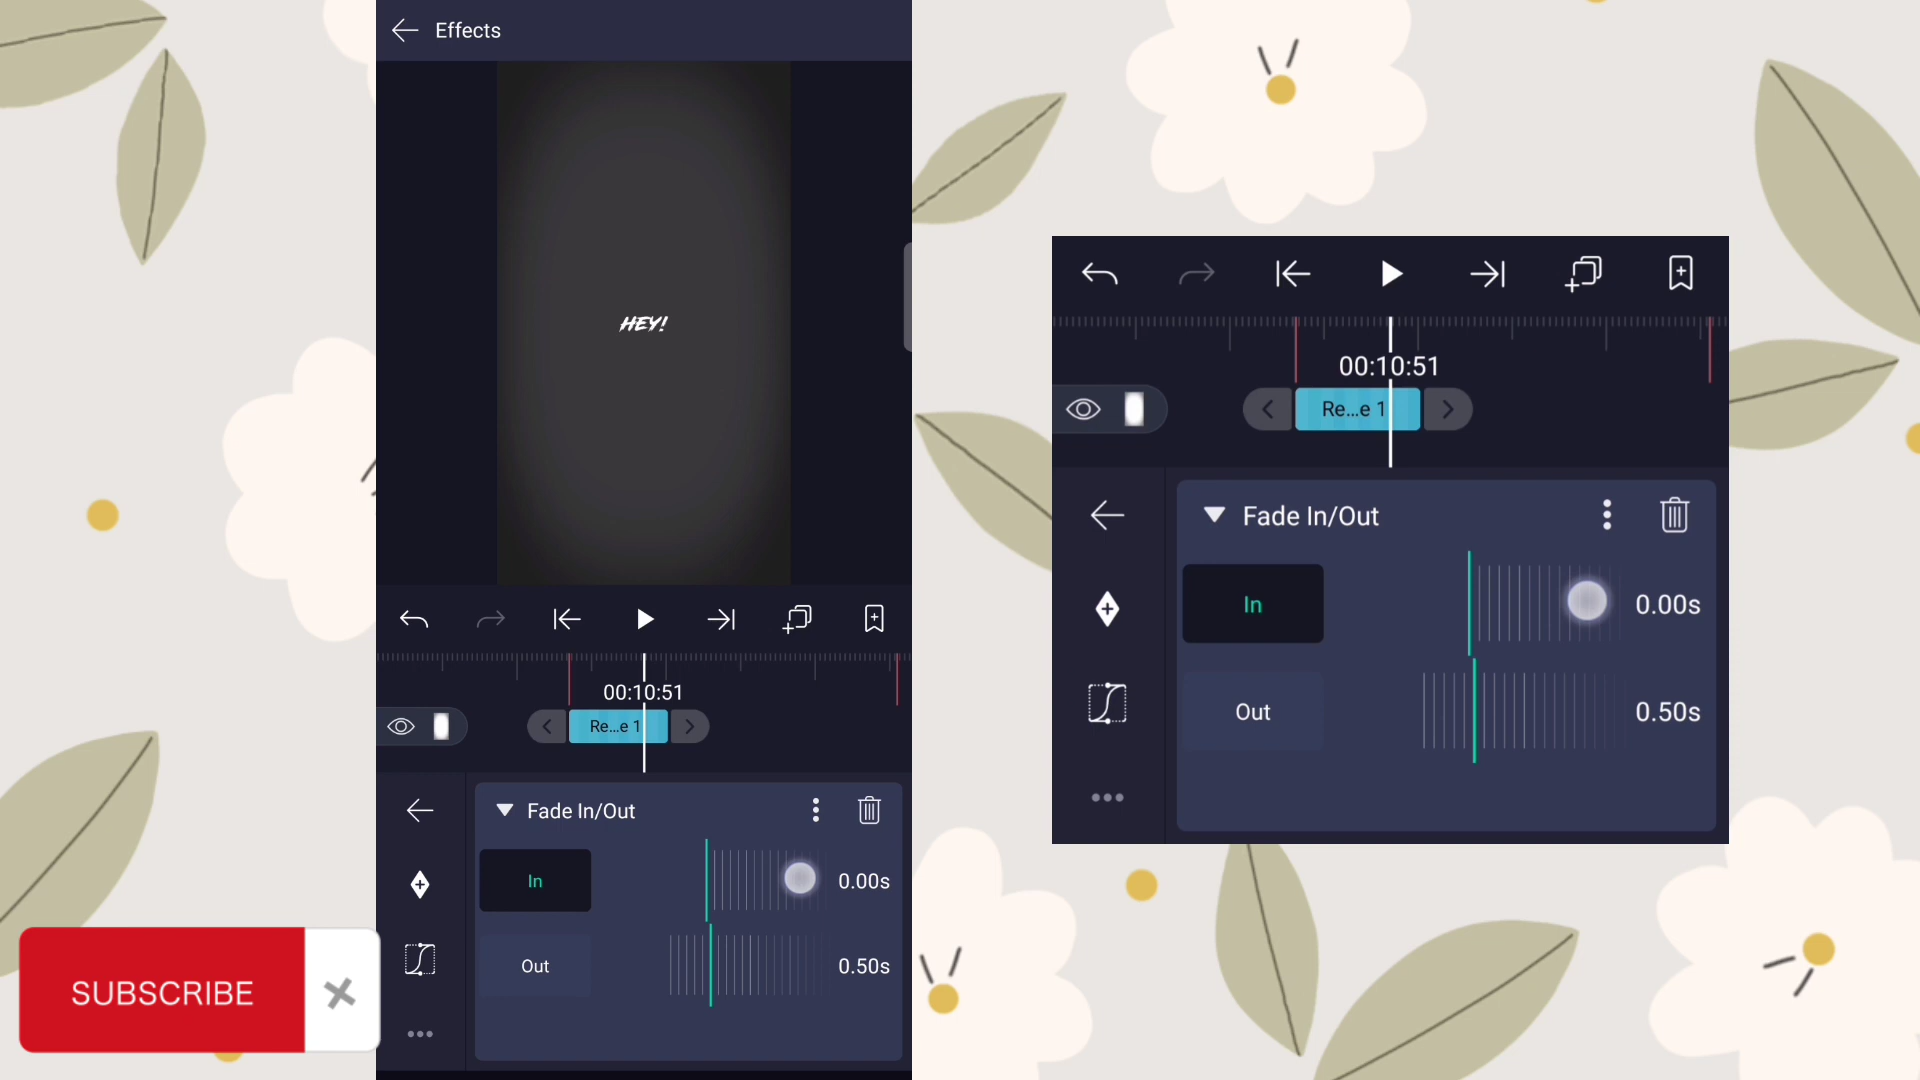 Effects
HEY!
00:10:51
Re...e 1
Fade In/Out
In
0.00s
Out
0.50s
SUBSCRIBE
00:10:51
Re...e 1
Fade In/Out
In
0.00s
Out
0.50s